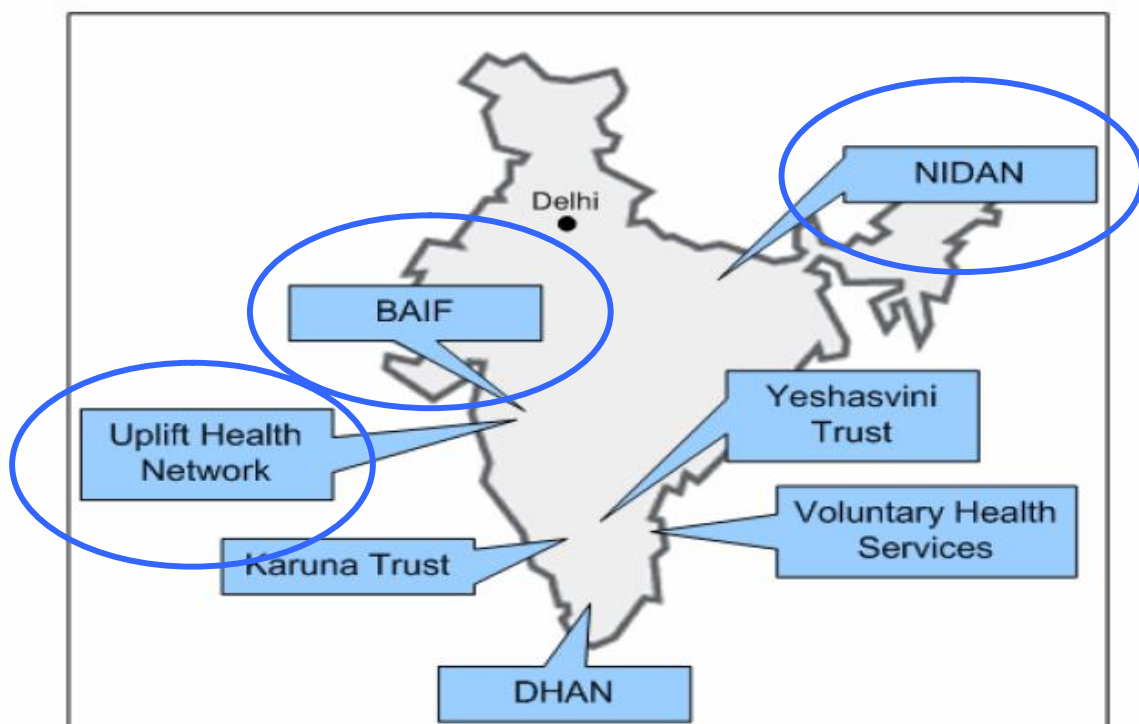 NIDAN
Delhi
BAIF
Yeshasvini
Trust
Uplift Health
Network
Voluntary Health
Services
Karuna Trust
DHAN